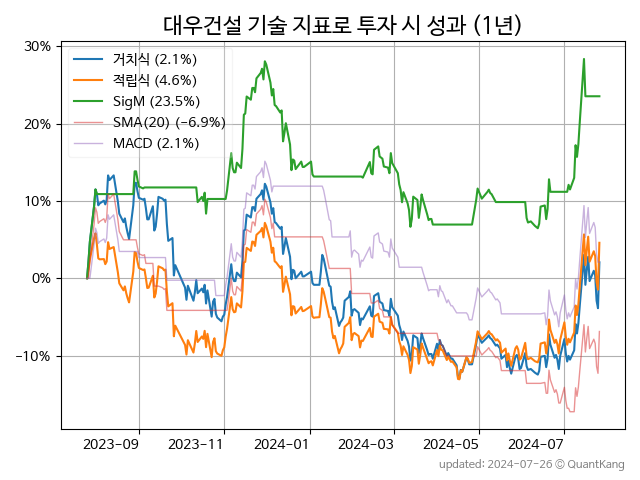 대우건설 기술 지표로 투자 시 성과 (1년)
30%
20%
10%
0%
−10%
거치식 (2.1%)
적립식 (4.6%)
SigM (23.5%)
SMA(20) (−6.9%)
MACD (2.1%)
2023-09
2023-11
2024-01
2024-03
2024-05
2024-07
updated: 2024-07-26 © QuantKang